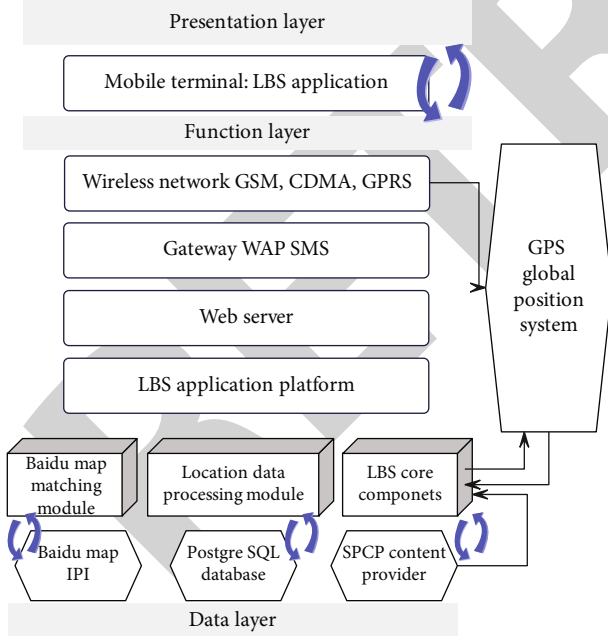 Presentation layer
Mobile terminal: LBS application
Function layer
Wireless network GSM, CDMA, GPRS
Gateway WAP SMS
Web server
LBS application platform
GPS
global
position
system
Baidu map
matching
module
Location data
processing module
LBS core
componets
Baidu map
IPI
Postgre SQL
database
SPCP content
provider
Data layer